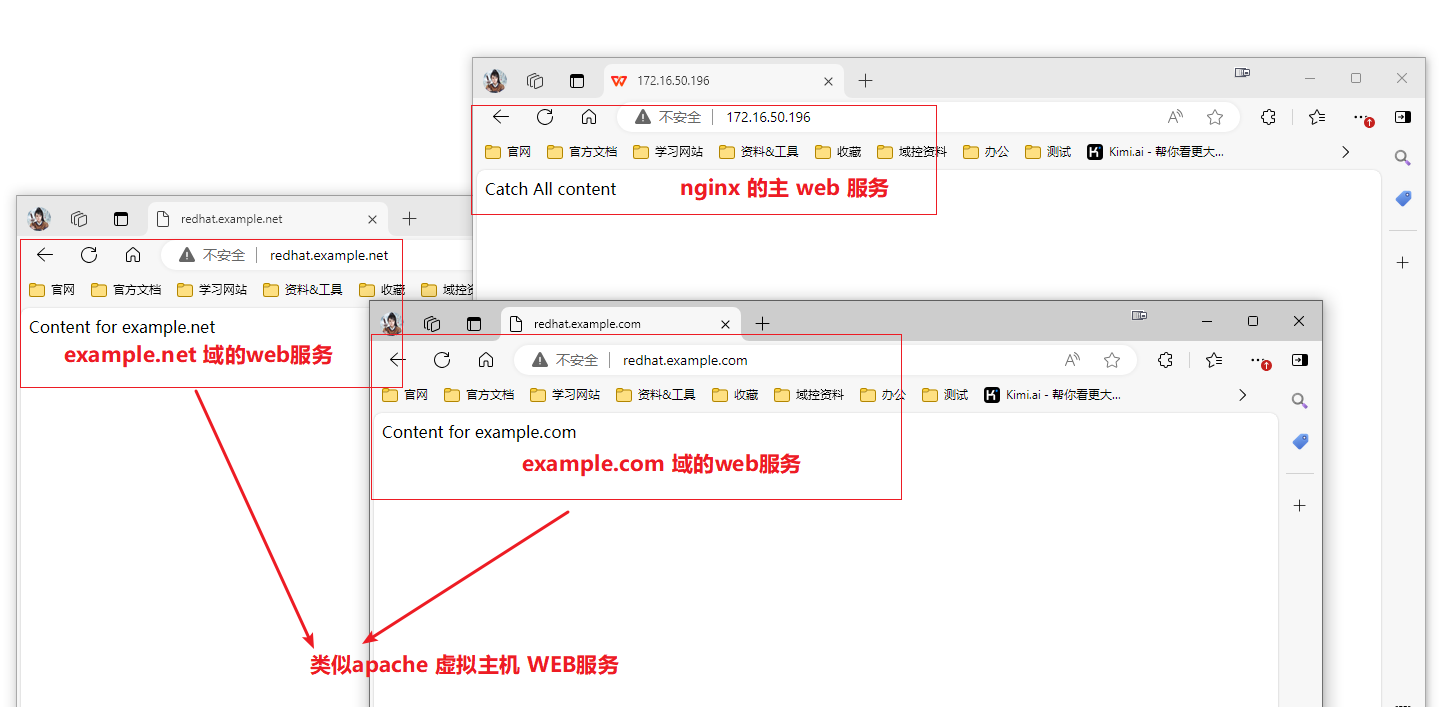 172.16.50.196
不安全 172.16.50.196
官网 官方文档 学习网站 资料&工具 收藏 域控资料 办公 测试 Kimi.ai - 帮你看更大...
Catch All content
nginx 的主 web 服务
redhat.example.net
不安全 redhat.example.net
官网 官方文档 学习网站 资料&工具 收藏
Content for example.net
example.net 域的web服务
redhat.example.com
不安全 redhat.example.com
官网 官方文档 学习网站 资料&工具 收藏 域控资料 办公 测试 Kimi.ai - 帮你看更大...
Content for example.com
example.com 域的web服务
类似apache 虚拟主机 WEB服务